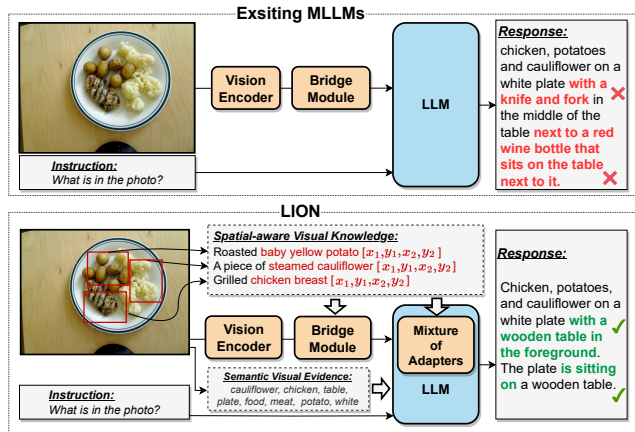 Exsiting MLLMs
Instruction:
What is in the photo?
Vision
Encoder
Bridge
Module
LLM
Response:
chicken, potatoes
and cauliflower on a
white plate with a
knife and fork in
the middle of the
table next to a red
wine bottle that
sits on the table
next to it.
LION
Spatial-aware Visual Knowledge:
Roasted baby yellow potato [x₁,y₁,x₂,y₂]
A piece of steamed cauliflower [x₁,y₁,x₂,y₂]
Grilled chicken breast [x₁,y₁,x₂,y₂]
Vision
Encoder
Bridge
Module
Mixture
of
Adapters
LLM
Semantic Visual Evidence:
cauliflower, chicken, table,
plate, food, meat, potato, white
Instruction:
What is in the photo?
Response:
Chicken, potatoes,
and cauliflower on a
white plate with a
wooden table in
the foreground.
The plate is sitting
on a wooden table.